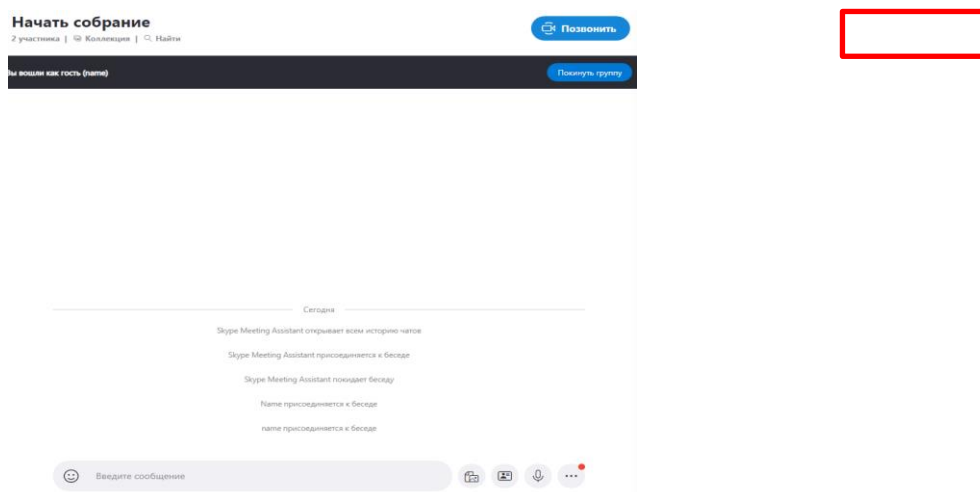 Начать собрание
Позвонить
2 участника | Коллекция | Найти
Вы вошли как гость (name)
Покинуть группу
Сегодня
Skype Meeting Assistant открывает всем историю чатов
Skype Meeting Assistant присоединяется к беседе
Skype Meeting Assistant покидает беседу
Name присоединяется к беседе
name присоединяется к беседе
Введите сообщение